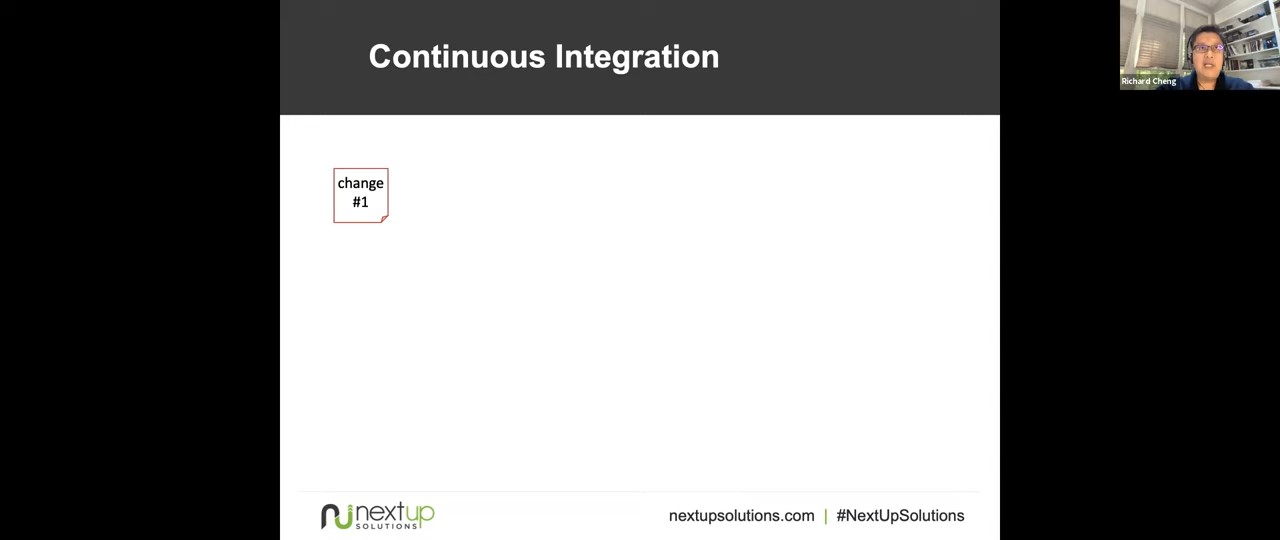 Continuous Integration
Richard Cheng
change
#1
nextup
SOLUTIONS
nextupsolutions.com | #NextUpSolutions